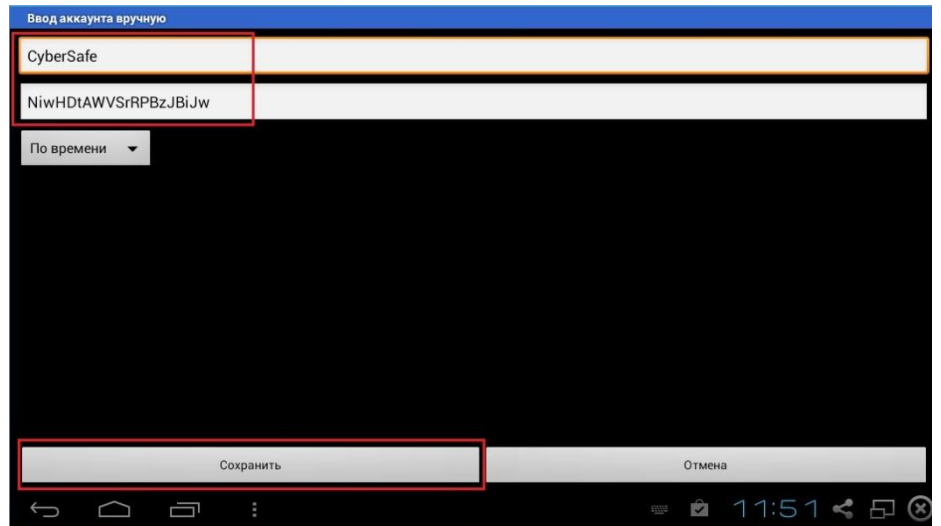 Ввод аккаунта вручную
CyberSafe
NiwHDtAWVSrRPBzJBiJw
По времени
Сохранить
Отмена
11:51